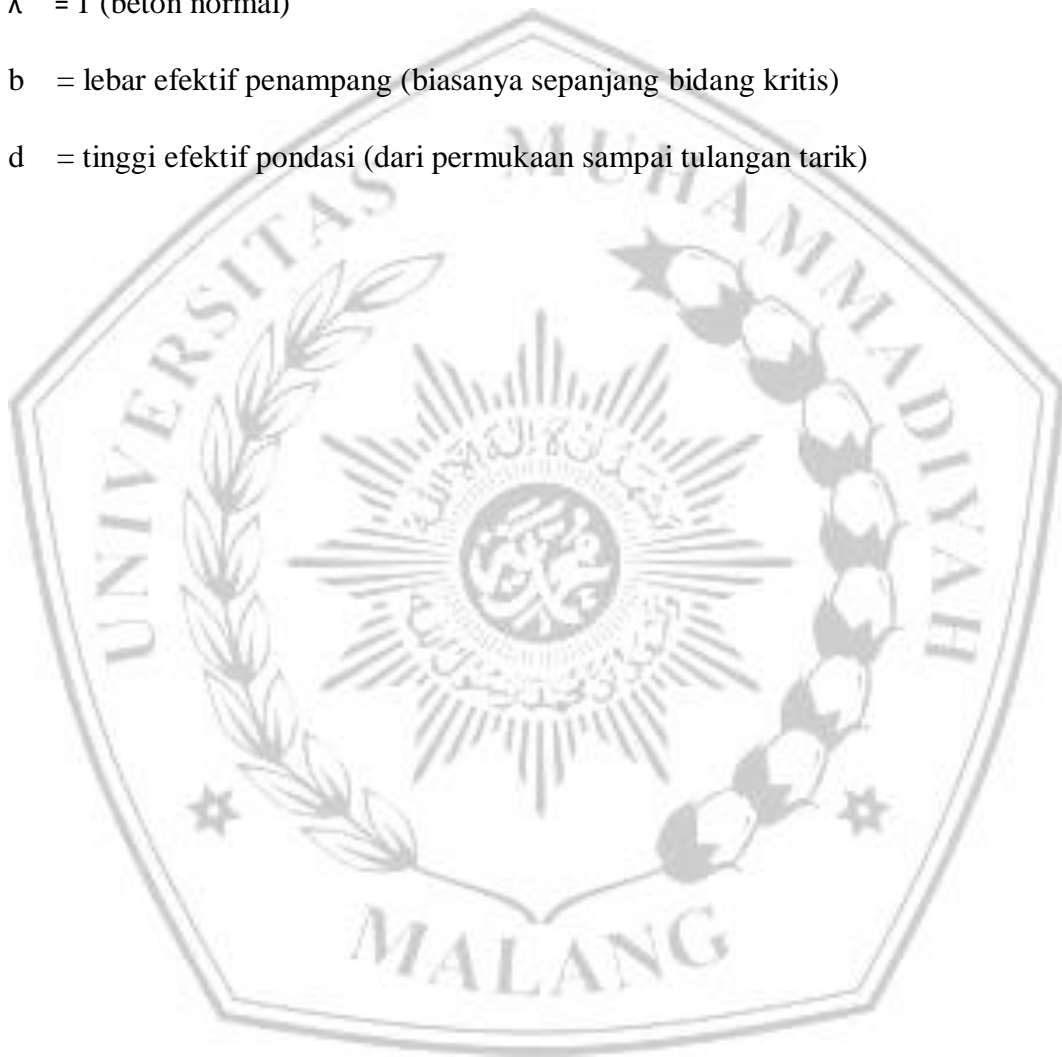 λ = 1 (beton normal)
b = lebar efektif penampang (biasanya sepanjang bidang kritis)
d = tinggi efektif pondasi (dari permukaan sampai tulangan tarik)
UNIVERSITAS MUHAMMADIYAH
MALANG